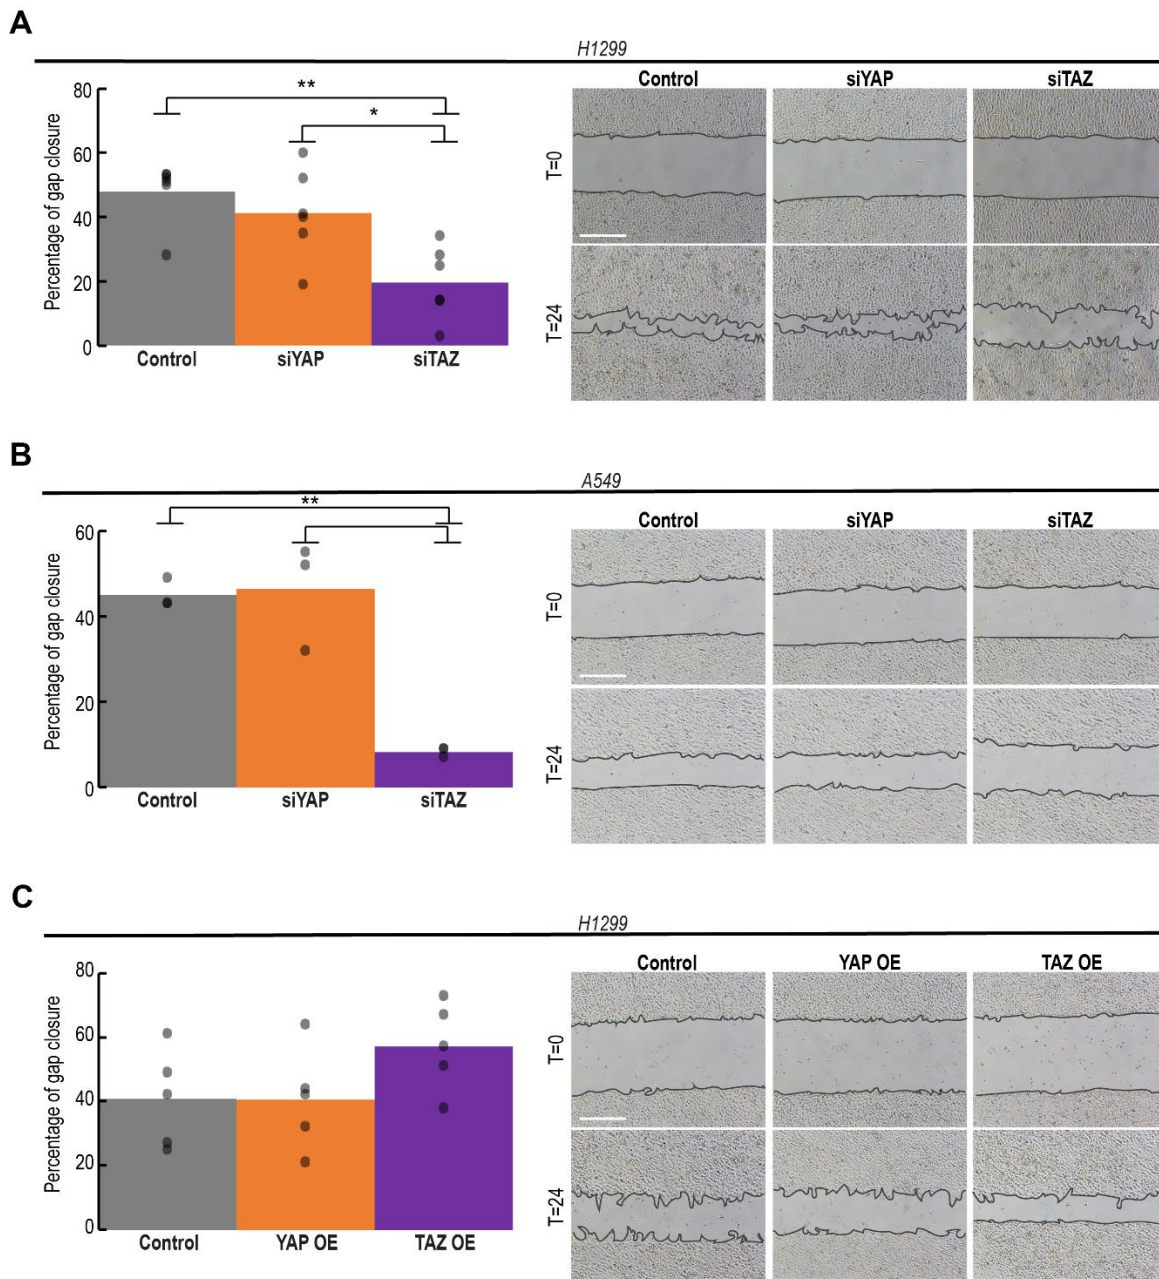 A
H1299
80
60
40
20
0
Percentage of gap closure
**
*
Control
siYAP
siTAZ
Control
siYAP
siTAZ
T=0
T=24
B
A549
60
40
20
0
Percentage of gap closure
**
Control
siYAP
siTAZ
Control
siYAP
siTAZ
T=0
T=24
C
H1299
80
60
40
20
0
Percentage of gap closure
Control
YAP OE
TAZ OE
Control
YAP OE
TAZ OE
T=0
T=24